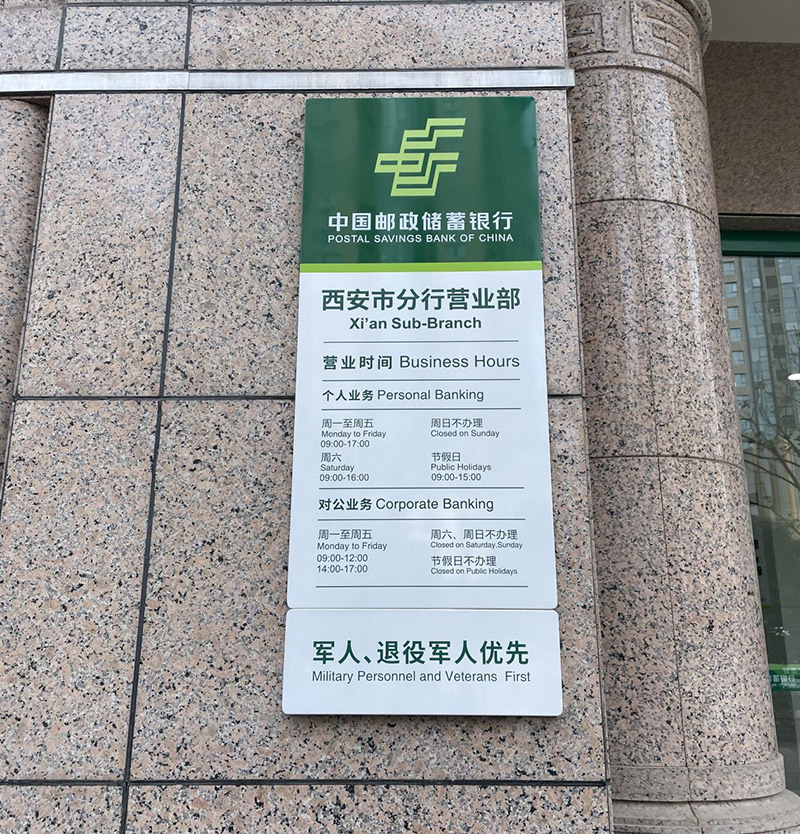 中国邮政储蓄银行
POSTAL SAVINGS BANK OF CHINA
西安市分行营业部
Xi'an Sub-Branch
营业时间 Business Hours
个人业务 Personal Banking
周一至周五
Monday to Friday
09:00-17:00
周日不办理
Closed on Sunday
周六
Saturday
09:00-16:00
节假日
Public Holidays
09:00-15:00
对公业务 Corporate Banking
周一至周五
Monday to Friday
09:00-12:00
14:00-17:00
周六、周日不办理
Closed on Saturday,Sunday
节假日不办理
Closed on Public Holidays
军人、退役军人优先
Military Personnel and Veterans First